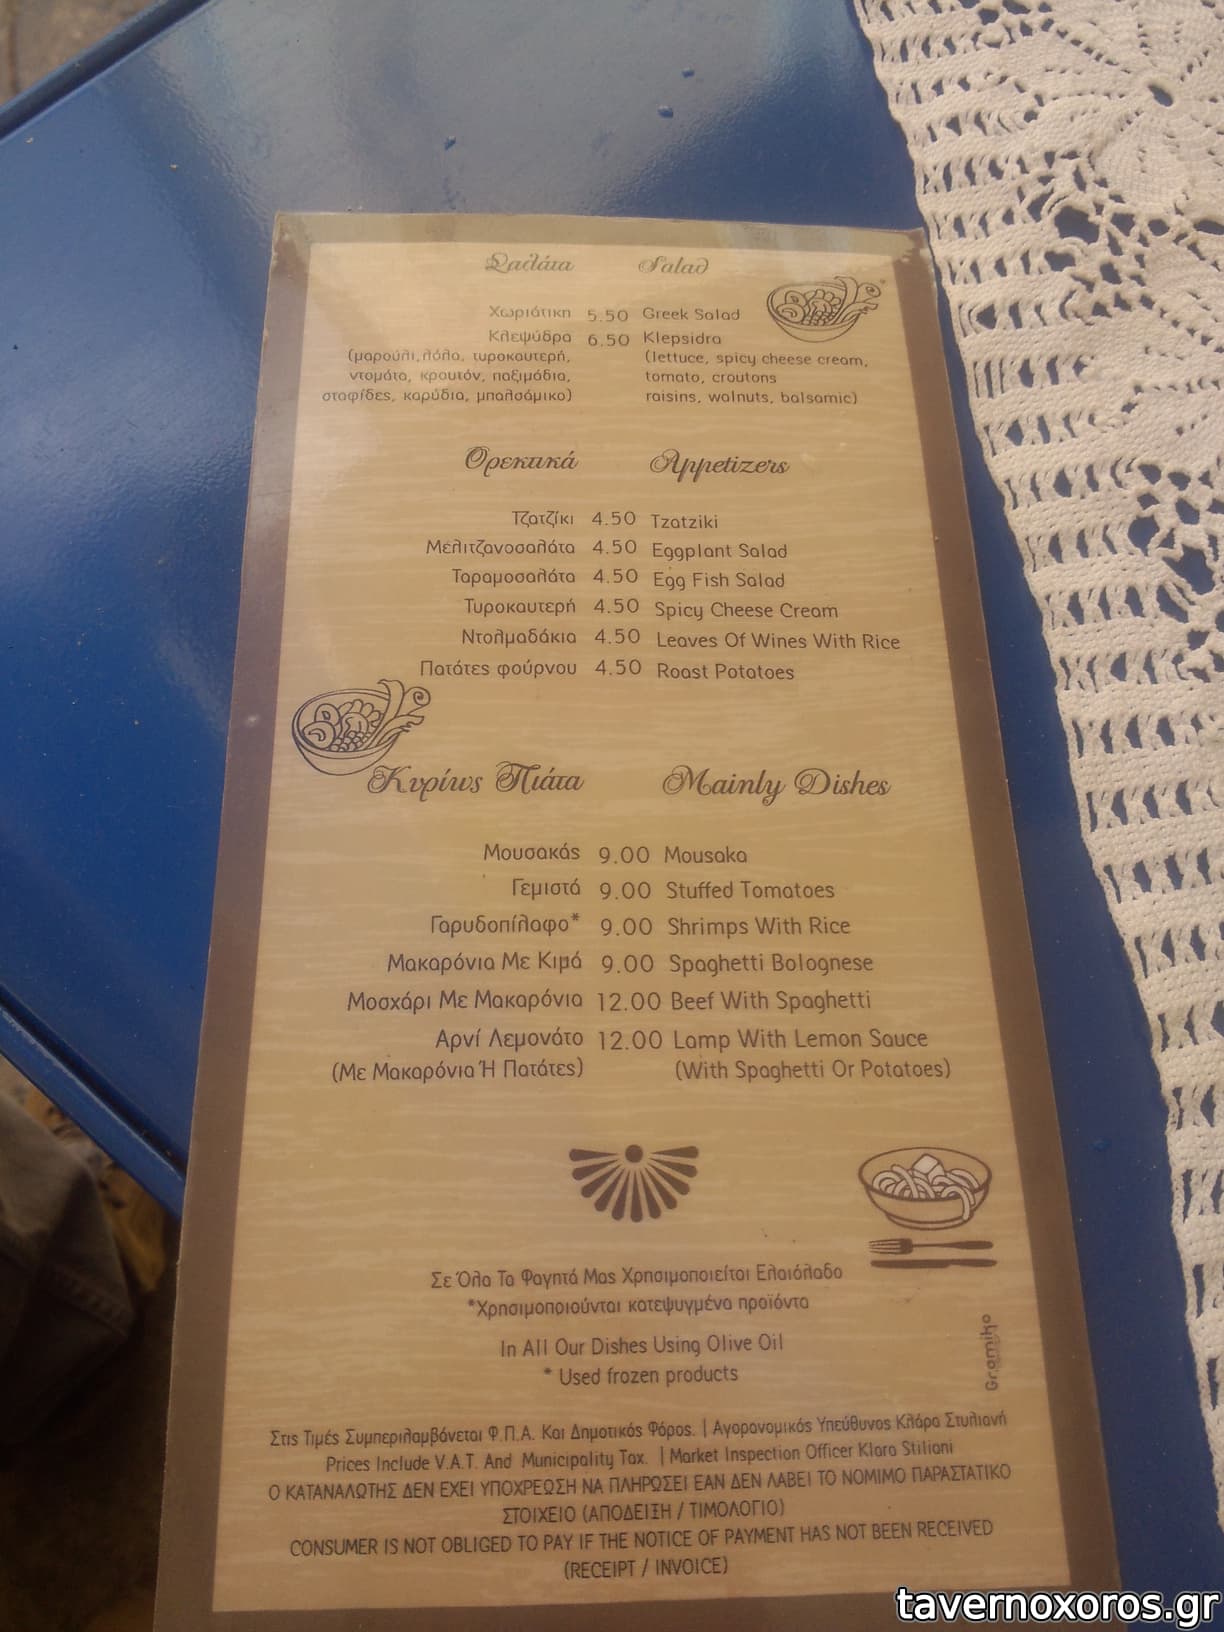 Σαλάτα Salad
Χωριάτικη 5.50 Greek Salad
Κλεψύδρα 6.50 Klepsidra
(μαρούλι,λόλα, τυροκαυτερή, (lettuce, spicy cheese cream,
ντομάτα, κρουτόν, παξιμάδια, tomato, croutons
σταφίδες, καρύδια, μπαλσάμικο) raisins, walnuts, balsamic)
Ορεκτικά Appetizers
Τζατζίκι 4.50 Tzatziki
Μελιτζανοσαλάτα 4.50 Eggplant Salad
Ταραμοσαλάτα 4.50 Egg Fish Salad
Τυροκαυτερή 4.50 Spicy Cheese Cream
Ντολμαδάκια 4.50 Leaves Of Wines With Rice
Πατάτες φούρνου 4.50 Roast Potatoes
Κυρίως Πιάτα Mainly Dishes
Μουσακάς 9.00 Mousaka
Γεμιστά 9.00 Stuffed Tomatoes
Γαρυδοπίλαφο* 9.00 Shrimps With Rice
Μακαρόνια Με Κιμά 9.00 Spaghetti Bolognese
Μοσχάρι Με Μακαρόνια 12.00 Beef With Spaghetti
Αρνί Λεμονάτο 12.00 Lamp With Lemon Sauce
(Με Μακαρόνια Ή Πατάτες) (With Spaghetti Or Potatoes)
Σε Όλα Τα Φαγητά Μας Χρησιμοποιείται Ελαιόλαδο
*Χρησιμοποιούνται κατεψυγμένα προϊόντα
In All Our Dishes Using Olive Oil
* Used frozen products
Gramiko
Στις Τιμές Συμπεριλαμβάνεται Φ.Π.Α. Και Δημοτικός Φόρος. | Αγορανομικός Υπεύθυνος Κλάρα Στυλιανή
Prices Include V.A.T. And Municipality Tax. | Market Inspection Officer Klara Stiliani
Ο ΚΑΤΑΝΑΛΩΤΗΣ ΔΕΝ ΕΧΕΙ ΥΠΟΧΡΕΩΣΗ ΝΑ ΠΛΗΡΩΣΕΙ ΕΑΝ ΔΕΝ ΛΑΒΕΙ ΤΟ ΝΟΜΙΜΟ ΠΑΡΑΣΤΑΤΙΚΟ
ΣΤΟΙΧΕΙΟ (ΑΠΟΔΕΙΞΗ / ΤΙΜΟΛΟΓΙΟ)
CONSUMER IS NOT OBLIGED TO PAY IF THE NOTICE OF PAYMENT HAS NOT BEEN RECEIVED
(RECEIPT / INVOICE)
tavernoxoros.gr